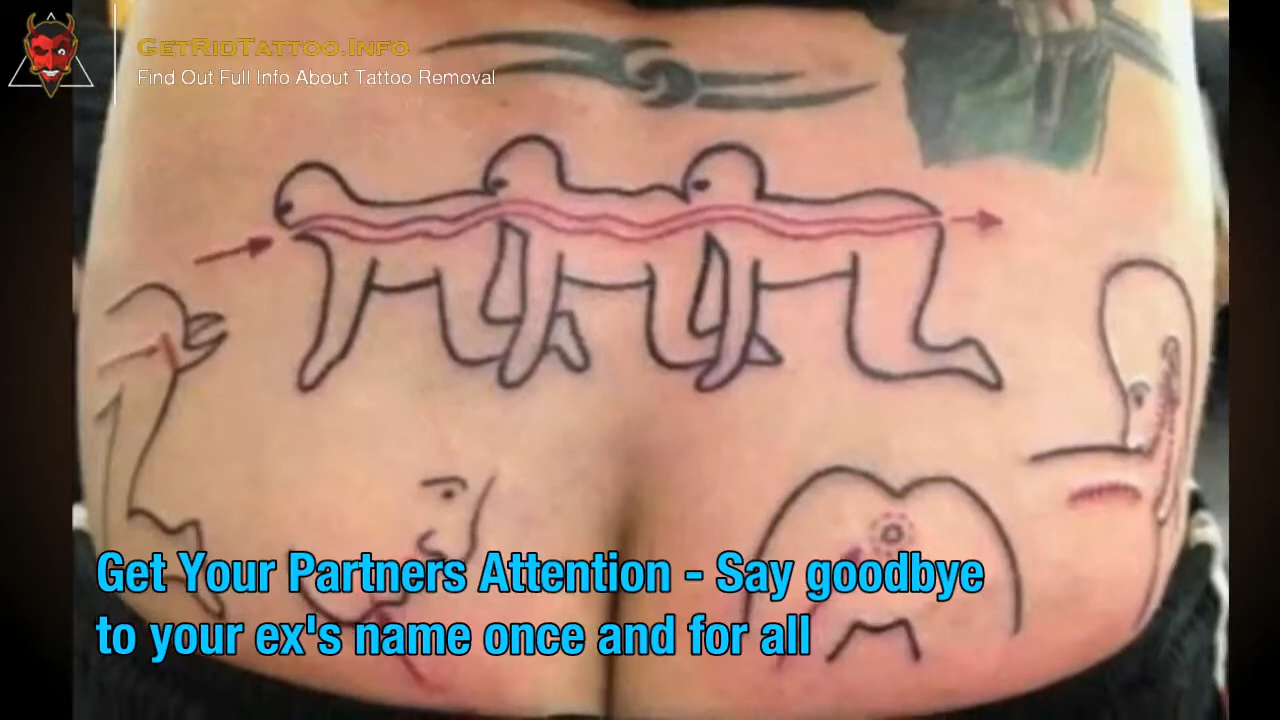 GetRidTattoo.Info
Find Out Full Info About Tattoo Removal
Get Your Partners Attention - Say goodbye
to your ex's name once and for all